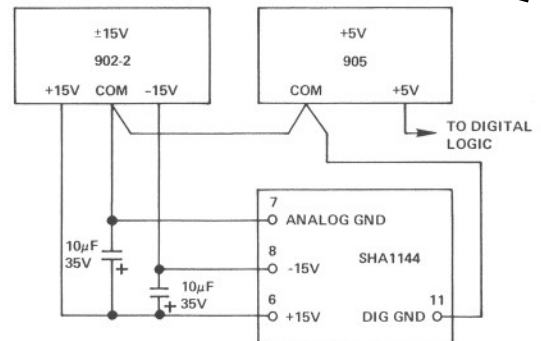 ±15V
902-2
+15V COM -15V
+5V
905
COM +5V
TO DIGITAL
LOGIC
7
ANALOG GND
8
-15V
SHA1144
6
+15V
11
DIG GND
10μF
35V
+
10μF
35V
+